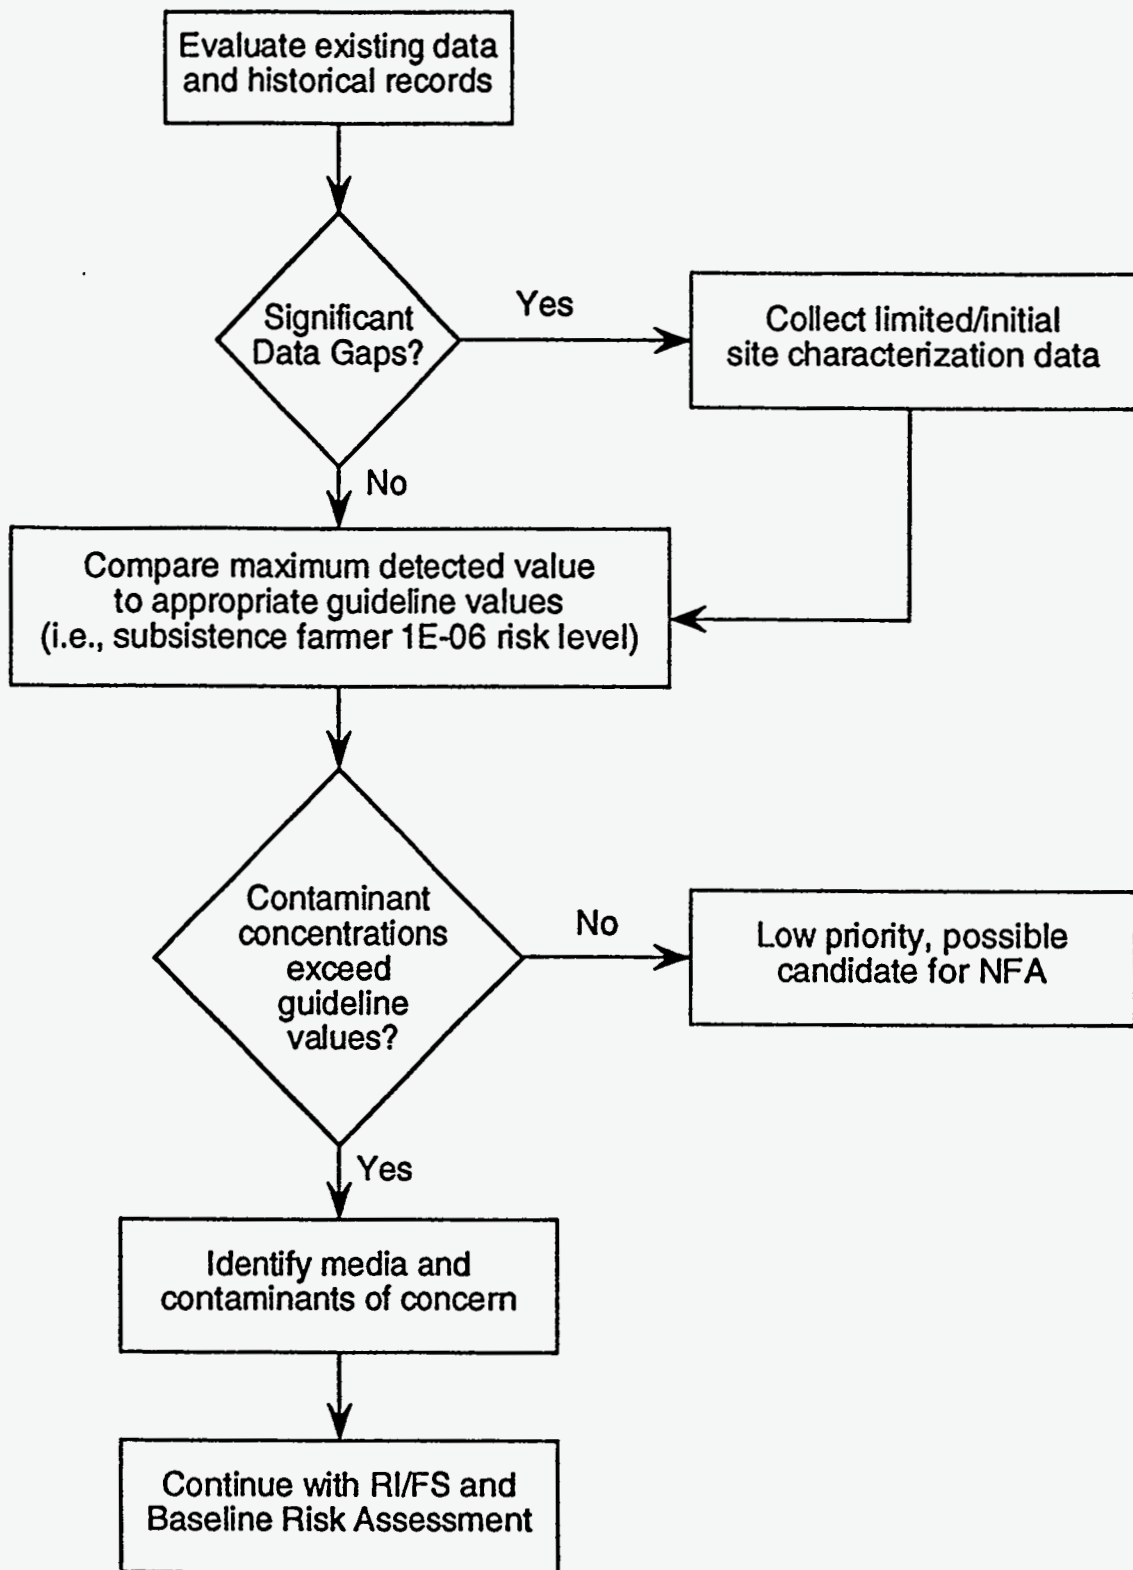 Evaluate existing data
and historical records
Significant
Data Gaps?
Yes
Collect limited/initial
site characterization data
No
Compare maximum detected value
to appropriate guideline values
(i.e., subsistence farmer 1E-06 risk level)
Contaminant
concentrations
exceed
guideline
values?
No
Low priority, possible
candidate for NFA
Yes
Identify media and
contaminants of concern
Continue with RI/FS and
Baseline Risk Assessment